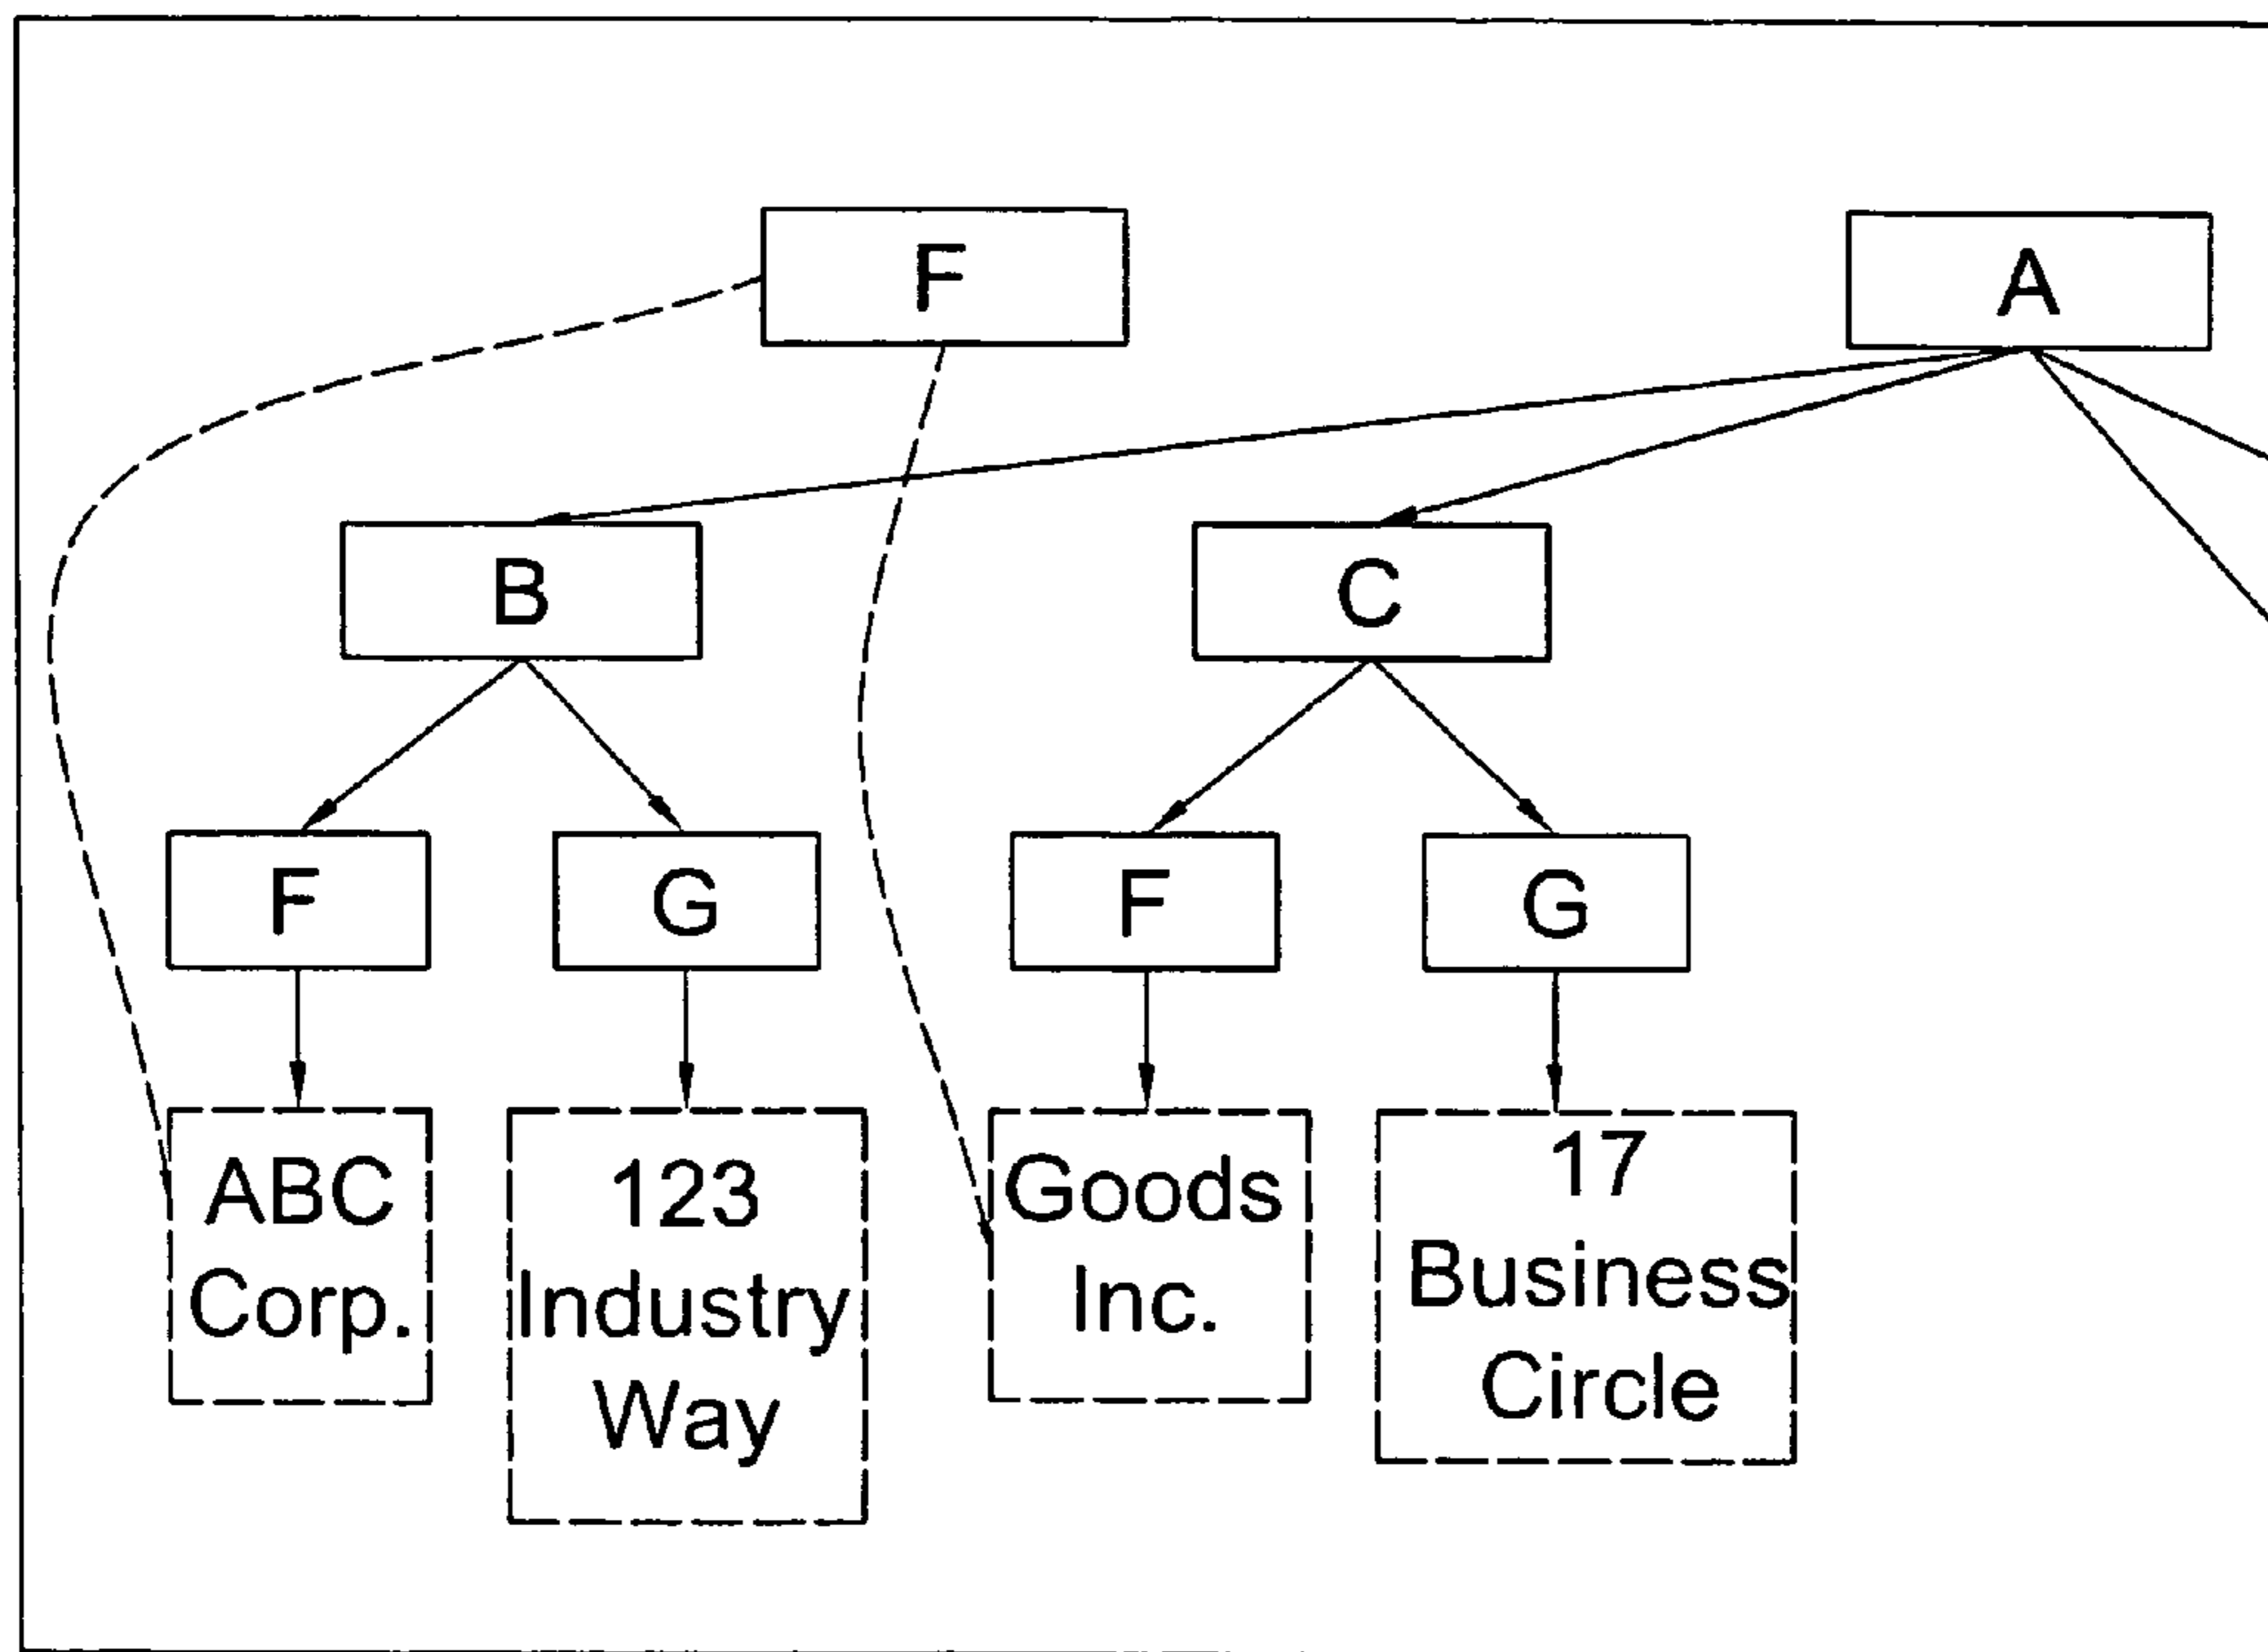 F
A
B
C
F
G
F
G
ABC
Corp.
123
Industry
Way
Goods
Inc.
17
Business
Circle